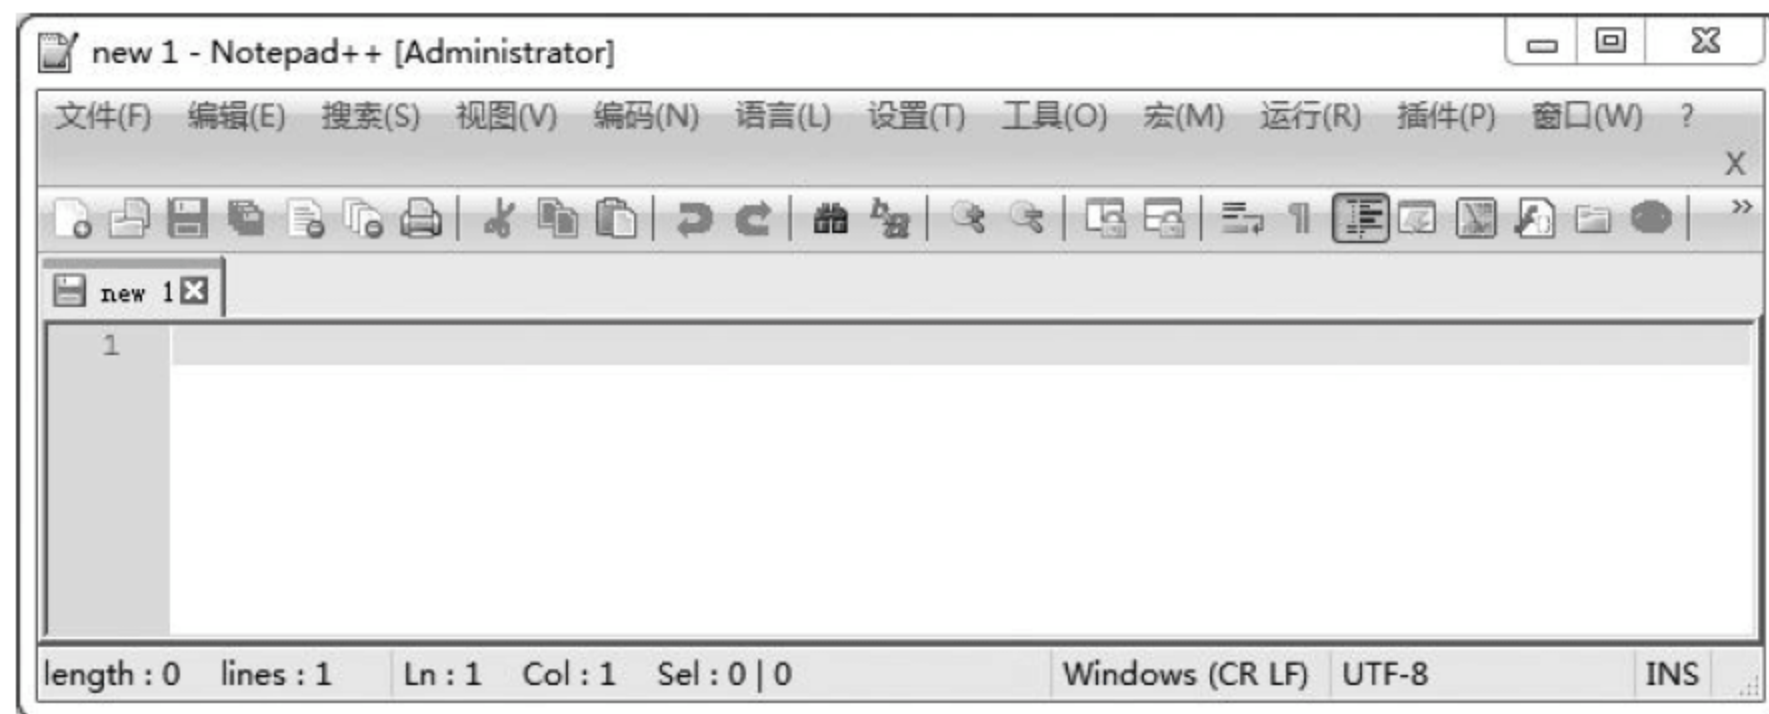 new 1 - Notepad++ [Administrator]
文件(F) 编辑(E) 搜索(S) 视图(V) 编码(N) 语言(L) 设置(T) 工具(O) 宏(M) 运行(R) 插件(P) 窗口(W) ?
X
new 1
1
length : 0 lines : 1 Ln : 1 Col : 1 Sel : 0 | 0 Windows (CR LF) UTF-8 INS